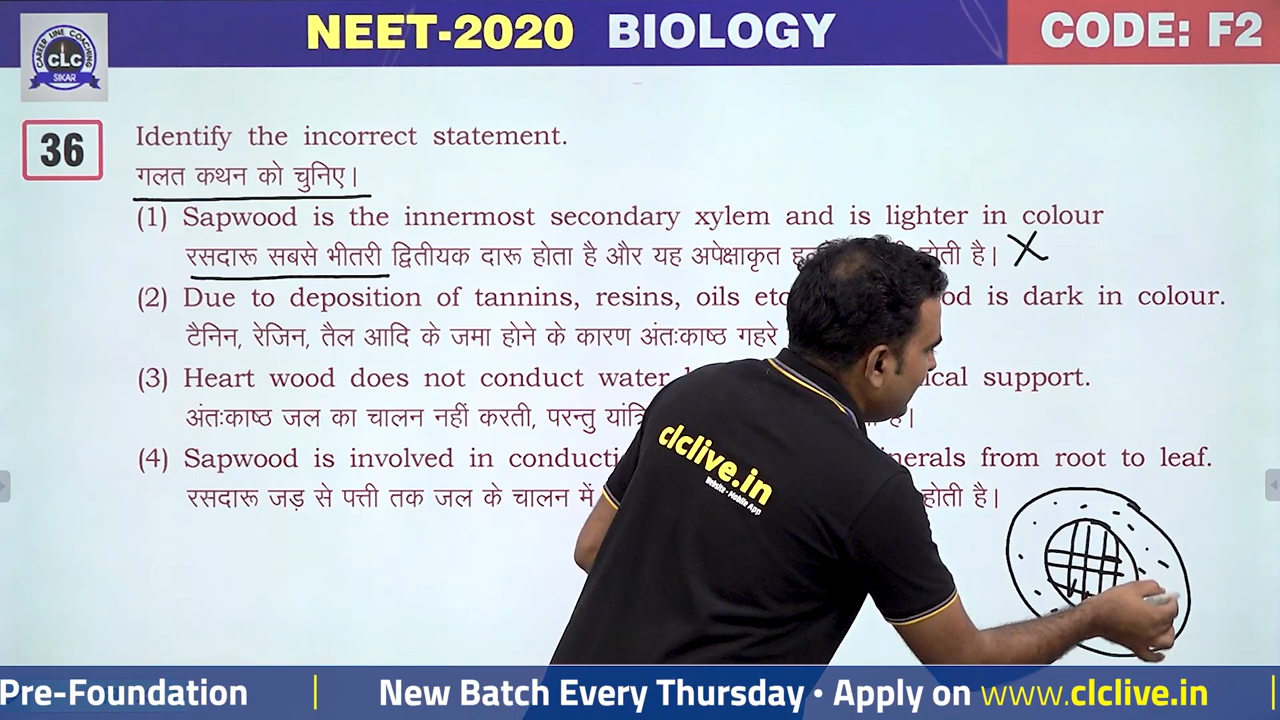 NEET-2020 BIOLOGY
CODE: F2
CAREER LINE COACHING
CLC
SIKAR
36
Identify the incorrect statement.
गलत कथन को चुनिए।
(1) Sapwood is the innermost secondary xylem and is lighter in colour
रसदारू सबसे भीतरी द्वितीयक दारू होता है और यह अपेक्षाकृत होती है।
(2) Due to deposition of tannins, resins, oils etc is dark in colour.
टैनिन, रेजिन, तैल आदि के जमा होने के कारण अंतःकाष्ठ गहरे
(3) Heart wood does not conduct water support.
अंतःकाष्ठ जल का चालन नहीं करती, परन्तु है।
(4) Sapwood is involved in minerals from root to leaf.
रसदारू जड़ से पत्ती तक जल के चालन में होती है।
clclive.in
Website - Mobile App
Pre-Foundation | New Batch Every Thursday • Apply on www.clclive.in |